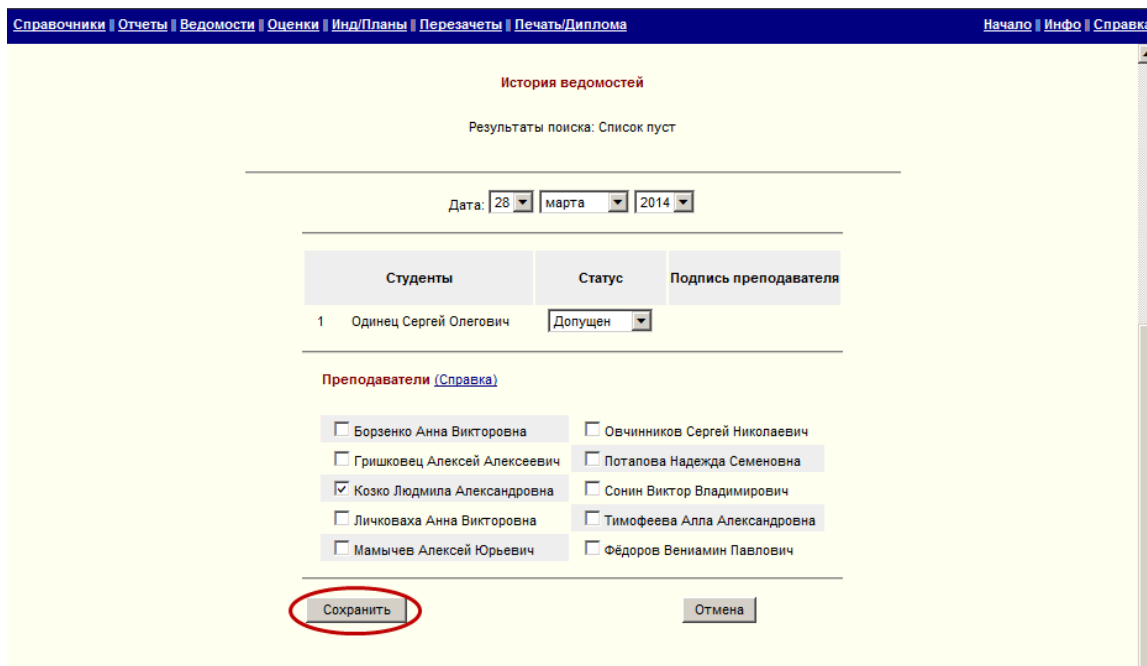 Справочники || Отчеты || Ведомости || Оценки || Инд/Планы || Перезачеты || Печать/Диплома Начало || Инфо || Справка
История ведомостей
Результаты поиска: Список пуст
Дата: 28 марта 2014
Студенты Статус Подпись преподавателя
1 Одинец Сергей Олегович Допущен
Преподаватели (Справка)
Борзенко Анна Викторовна Овчинников Сергей Николаевич
Гришковец Алексей Алексеевич Потапова Надежда Семеновна
Козко Людмила Александровна Сонин Виктор Владимирович
Личковаха Анна Викторовна Тимофеева Алла Александровна
Мамычев Алексей Юрьевич Фёдоров Вениамин Павлович
Сохранить Отмена